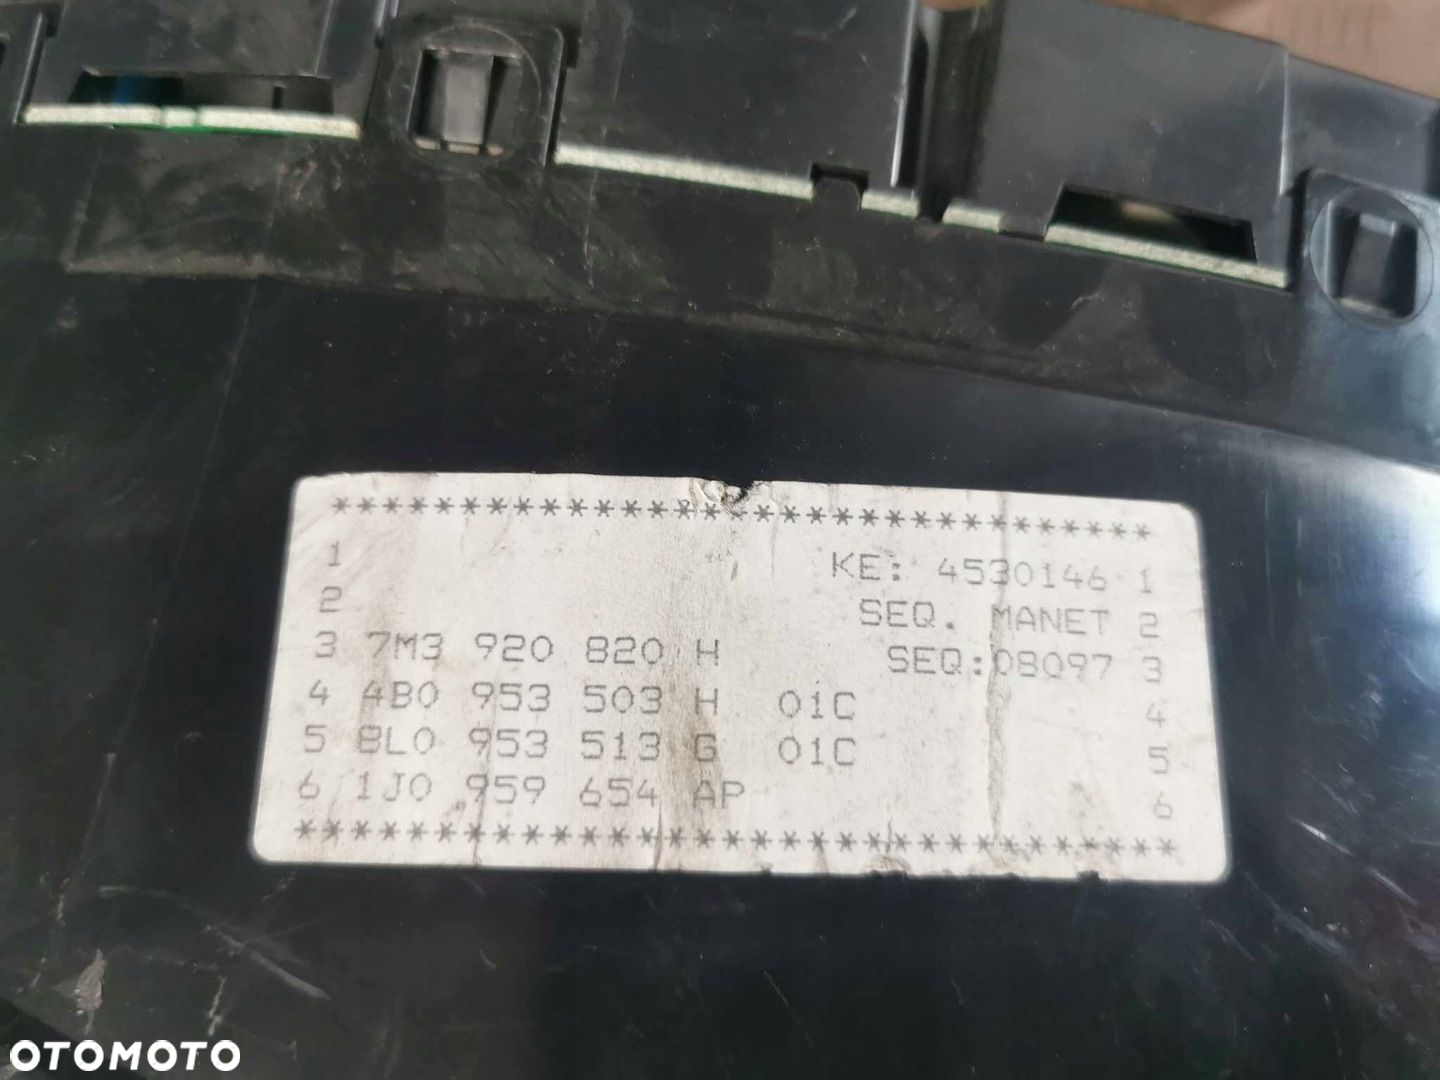 *******************************
1 KE: 4530146 1
2 SEQ. MANET 2
3 7M3 920 820 H SEQ:08097 3
4 4B0 953 503 H 01C 4
5 8L0 953 513 G 01C 5
6 1J0 959 654 AP 6
*******************************
OTOMOTO